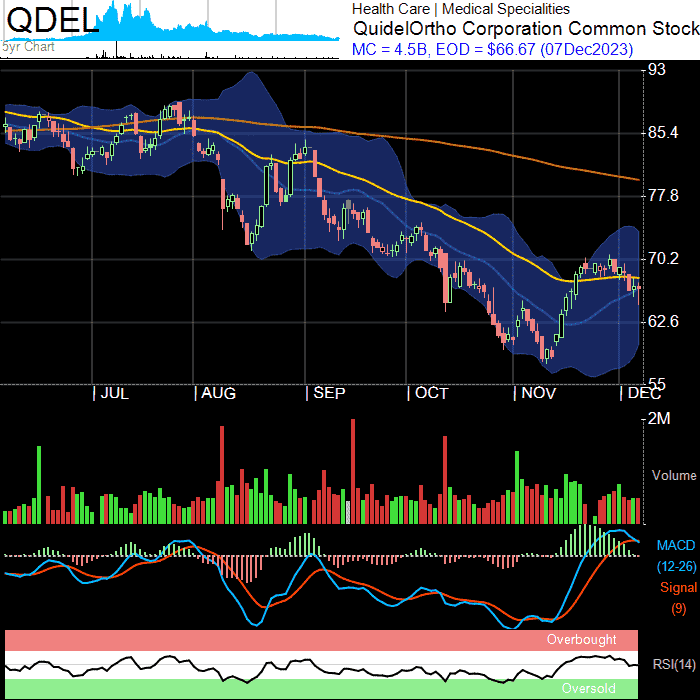 QDEL
5yr Chart
Health Care | Medical Specialities
QuidelOrtho Corporation Common Stock
MC = 4.5B, EOD = $66.67 (07Dec2023)
93
85.4
77.8
70.2
62.6
55
JUL AUG SEP OCT NOV DEC
2M
Volume
MACD
(12-26)
Signal
(9)
Overbought
RSI(14)
Oversold